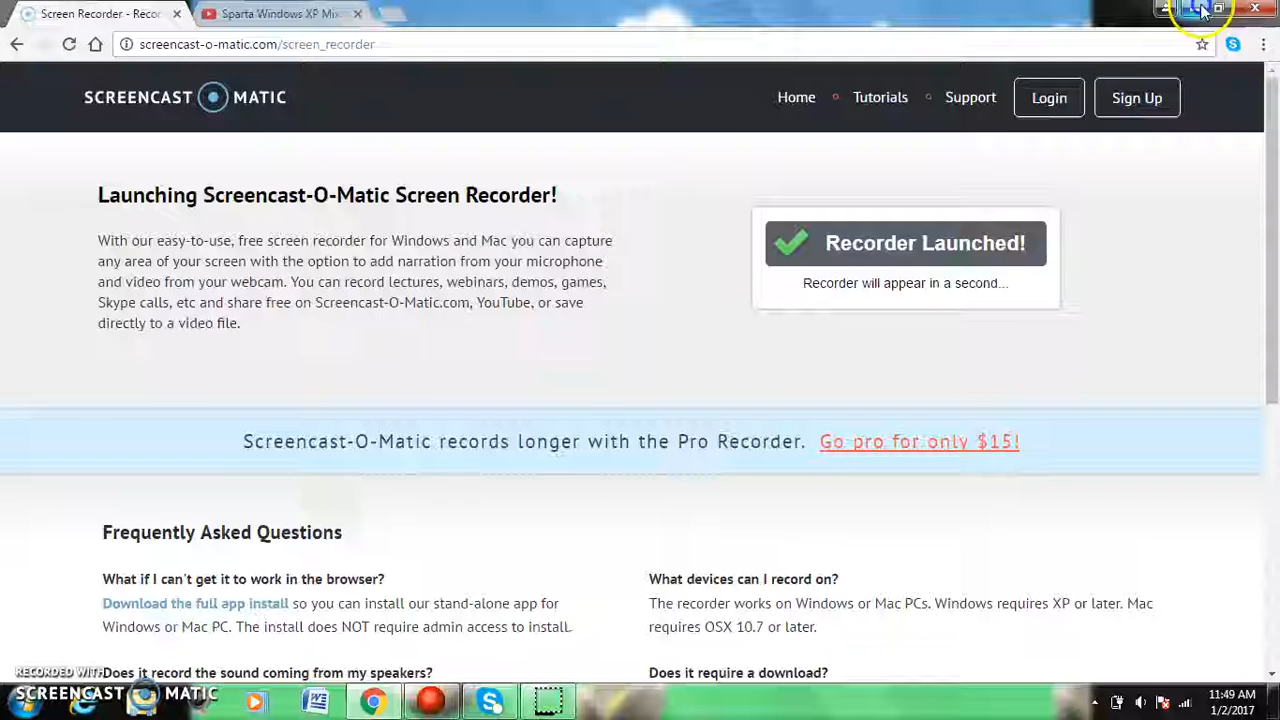 Screen Recorder - Recor
Sparta Windows XP Mix
screencast-o-matic.com/screen_recorder
SCREENCAST MATIC
Home
Tutorials
Support
Login
Sign Up
Launching Screencast-O-Matic Screen Recorder!
With our easy-to-use, free screen recorder for Windows and Mac you can capture
any area of your screen with the option to add narration from your microphone
and video from your webcam. You can record lectures, webinars, demos, games,
Skype calls, etc and share free on Screencast-O-Matic.com, YouTube, or save
directly to a video file.
Recorder Launched!
Recorder will appear in a second...
Screencast-O-Matic records longer with the Pro Recorder. Go pro for only $15!
Frequently Asked Questions
What if I can't get it to work in the browser?
Download the full app install so you can install our stand-alone app for
Windows or Mac PC. The install does NOT require admin access to install.
What devices can I record on?
The recorder works on Windows or Mac PCs. Windows requires XP or later. Mac
requires OSX 10.7 or later.
Does it record the sound coming from my speakers?
Does it require a download?
RECORDED WITH
SCREENCAST MATIC
11:49 AM
1/2/2017